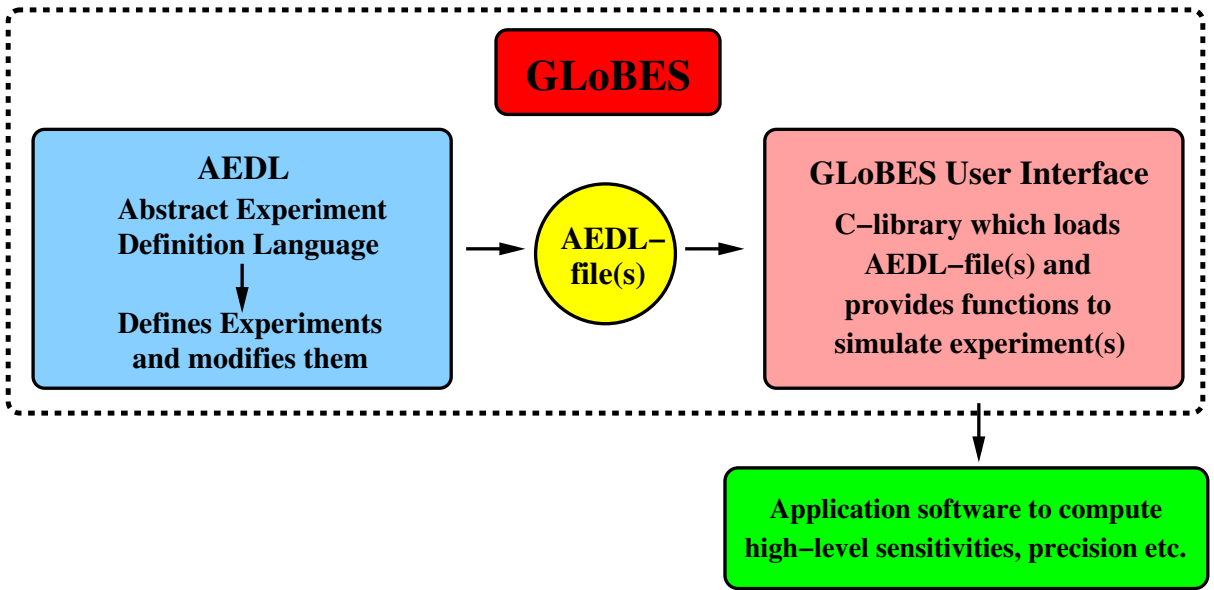 GLoBES
AEDL
Abstract Experiment
Definition Language
Defines Experiments
and modifies them
AEDL−
file(s)
GLoBES User Interface
C−library which loads
AEDL−file(s) and
provides functions to
simulate experiment(s)
Application software to compute
high−level sensitivities, precision etc.